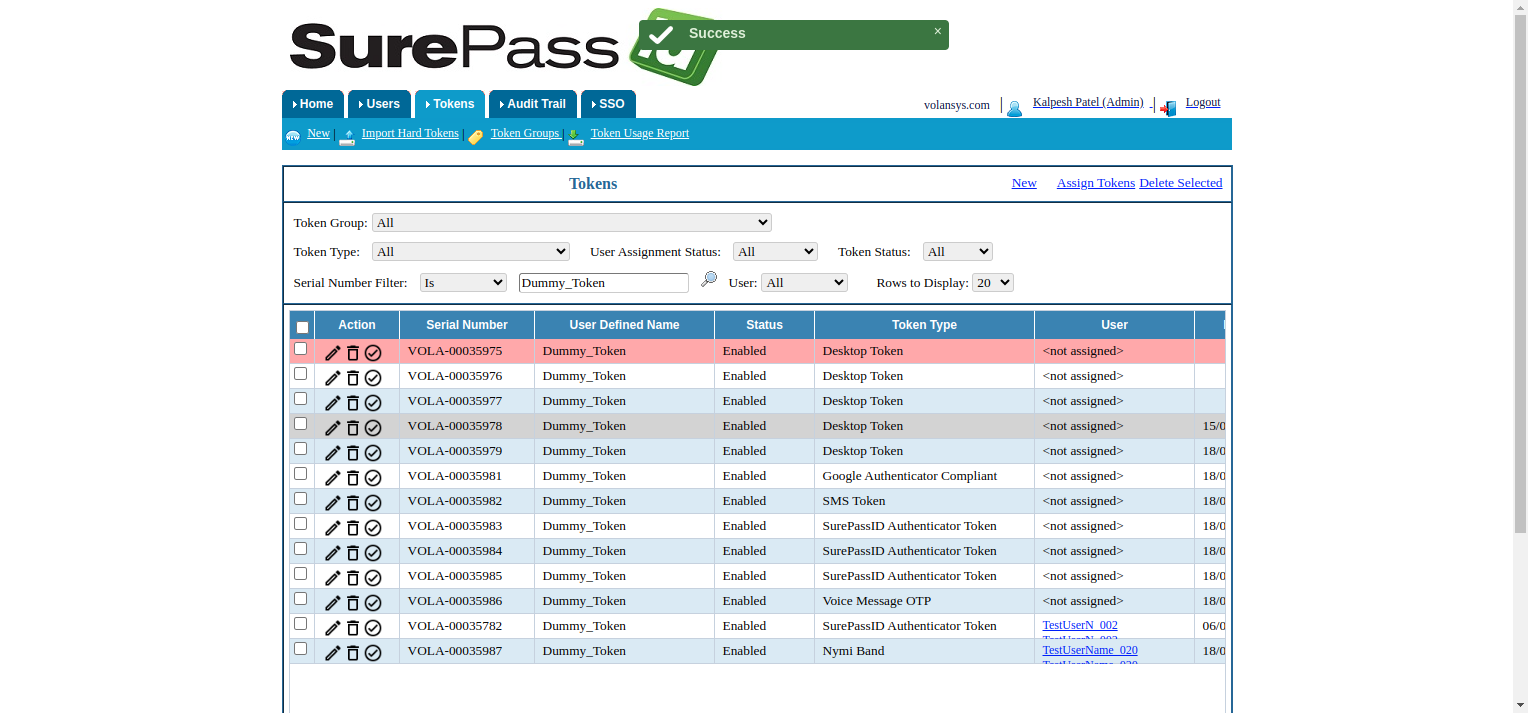 SurePass
Success ×
Home Users Tokens Audit Trail SSO
volansys.com | Kalpesh Patel (Admin) - | Logout
New | Import Hard Tokens | Token Groups | Token Usage Report
Tokens New Assign Tokens Delete Selected
Token Group: All
Token Type: All User Assignment Status: All Token Status: All
Serial Number Filter: Is Dummy_Token User: All Rows to Display: 20
Action Serial Number User Defined Name Status Token Type User
VOLA-00035975 Dummy_Token Enabled Desktop Token <not assigned>
VOLA-00035976 Dummy_Token Enabled Desktop Token <not assigned>
VOLA-00035977 Dummy_Token Enabled Desktop Token <not assigned>
VOLA-00035978 Dummy_Token Enabled Desktop Token <not assigned> 15/0
VOLA-00035979 Dummy_Token Enabled Desktop Token <not assigned> 18/0
VOLA-00035981 Dummy_Token Enabled Google Authenticator Compliant <not assigned> 18/0
VOLA-00035982 Dummy_Token Enabled SMS Token <not assigned> 18/0
VOLA-00035983 Dummy_Token Enabled SurePassID Authenticator Token <not assigned> 18/0
VOLA-00035984 Dummy_Token Enabled SurePassID Authenticator Token <not assigned> 18/0
VOLA-00035985 Dummy_Token Enabled SurePassID Authenticator Token <not assigned> 18/0
VOLA-00035986 Dummy_Token Enabled Voice Message OTP <not assigned> 18/0
VOLA-00035782 Dummy_Token Enabled SurePassID Authenticator Token TestUserN_002 06/0
VOLA-00035987 Dummy_Token Enabled Nymi Band TestUserName_020 18/0